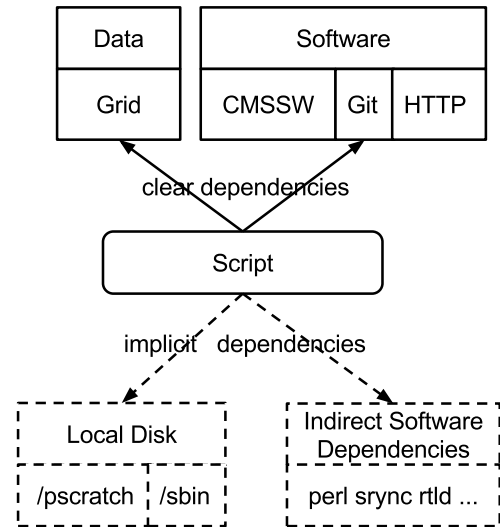 Data
Software
Grid
CMSSW
Git
HTTP
clear dependencies
Script
implicit dependencies
Local Disk
Indirect Software
Dependencies
/pscratch
/sbin
perl srync rtld ...